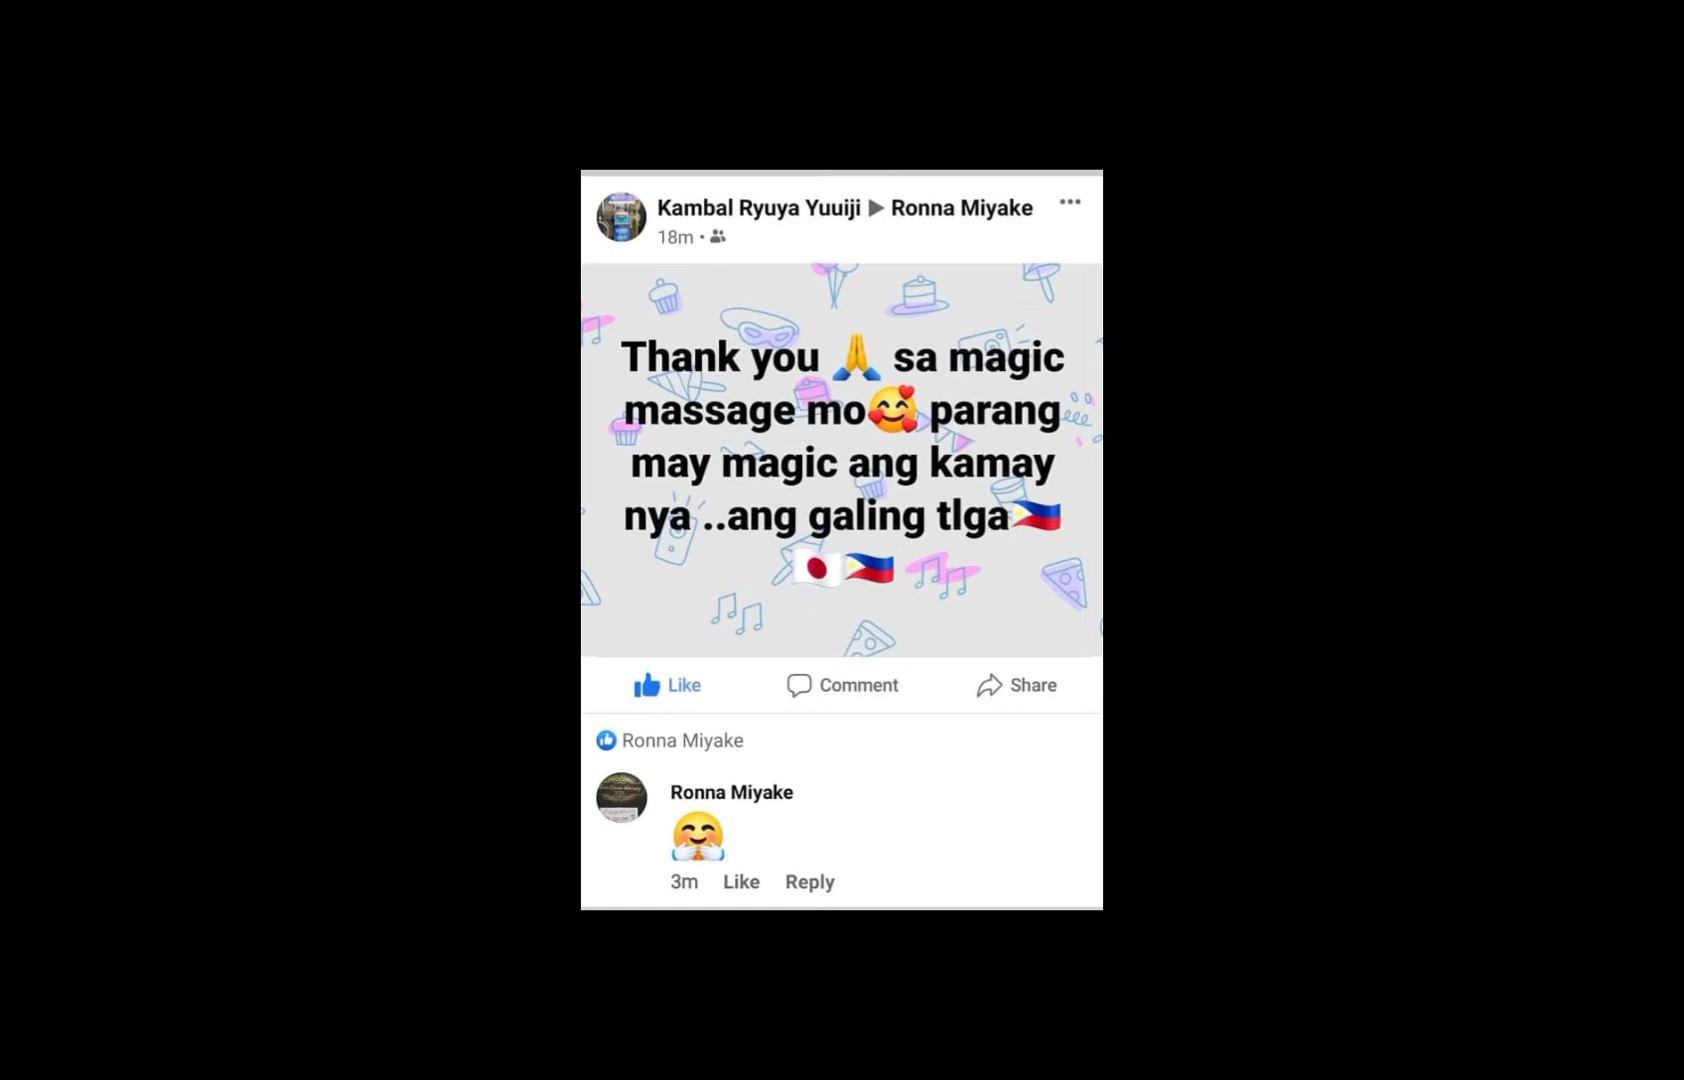 Kambal Ryuya Yuuiji ▶ Ronna Miyake
18m •
Thank you 🙏 sa magic
massage mo🥰 parang
may magic ang kamay
nya ..ang galing tlga🇵🇭
🇯🇵🇵🇭
Like Comment Share
Ronna Miyake
Ronna Miyake
🤗
3m Like Reply